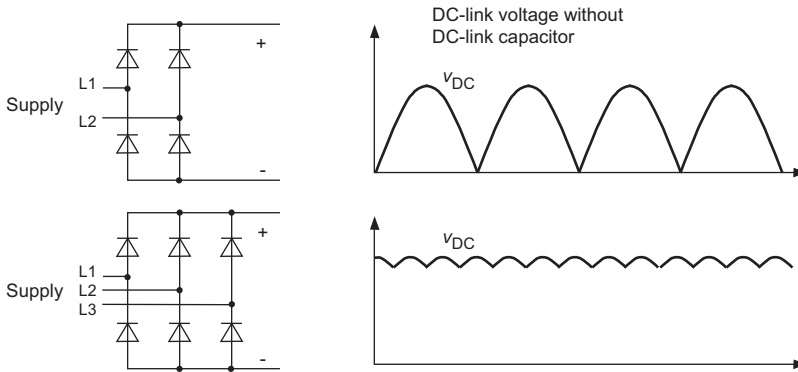 DC-link voltage without
DC-link capacitor
+
L1
Supply
L2
-
vDC
+
L1
Supply
L2
L3
-
vDC